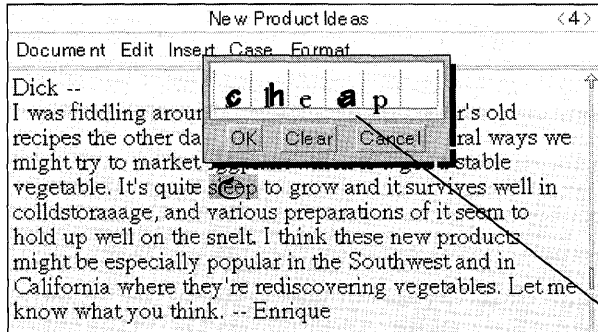 New Product Ideas <4>
Document Edit Insert Case Format
c h e a p
OK Clear Cancel
Dick --
I was fiddling aroun r's old
recipes the other da ral ways we
might try to market stable
vegetable. It's quite to grow and it survives well in
colldstoraaage, and various preparations of it seem to
hold up well on the snelt. I think these new products
might be especially popular in the Southwest and in
California where they're rediscovering vegetables. Let me
know what you think. -- Enrique